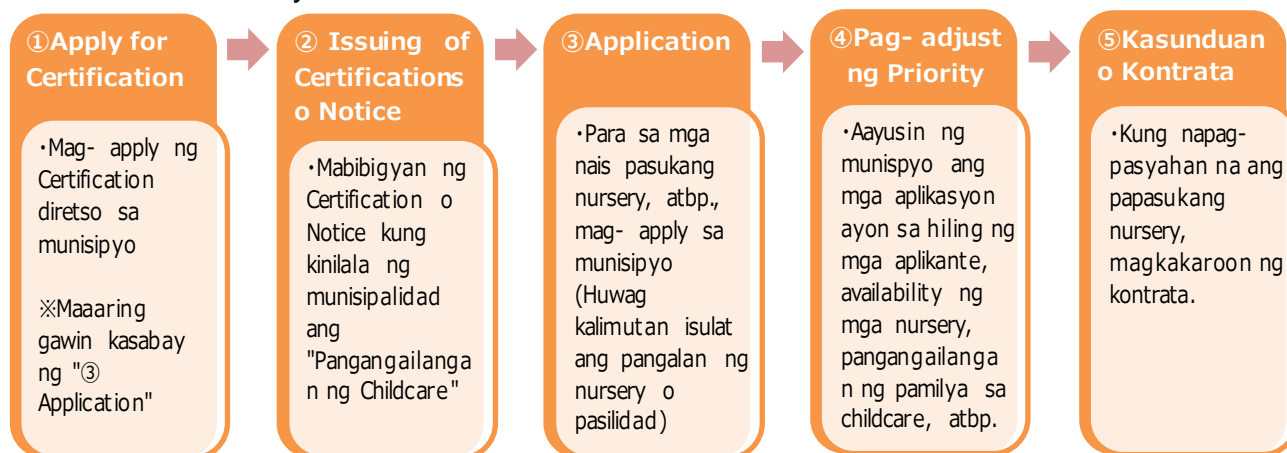 ①Apply for
Certification
・Mag- apply ng
Certification
diretso sa
munisipyo
※Maaaring
gawin kasabay
ng "③
Application"
② Issuing of
Certifications
o Notice
・Mabibigyan ng
Certification o
Notice kung
kinilala ng
munisipalidad
ang
"Pangangailanga
n ng Childcare"
③Application
・Para sa mga
nais pasukang
nursery, atbp.,
mag- apply sa
munisipyo
(Huwag
kalimutan isulat
ang pangalan ng
nursery o
pasilidad)
④Pag- adjust
ng Priority
・Aayusin ng
munispyo ang
mga aplikasyon
ayon sa hiling ng
mga aplikante,
availability ng
mga nursery,
pangangailanga
n ng pamilya sa
childcare, atbp.
⑤Kasunduan
o Kontrata
・Kung napag-
pasyahan na ang
papasukang
nursery,
magkakaroon ng
kontrata.